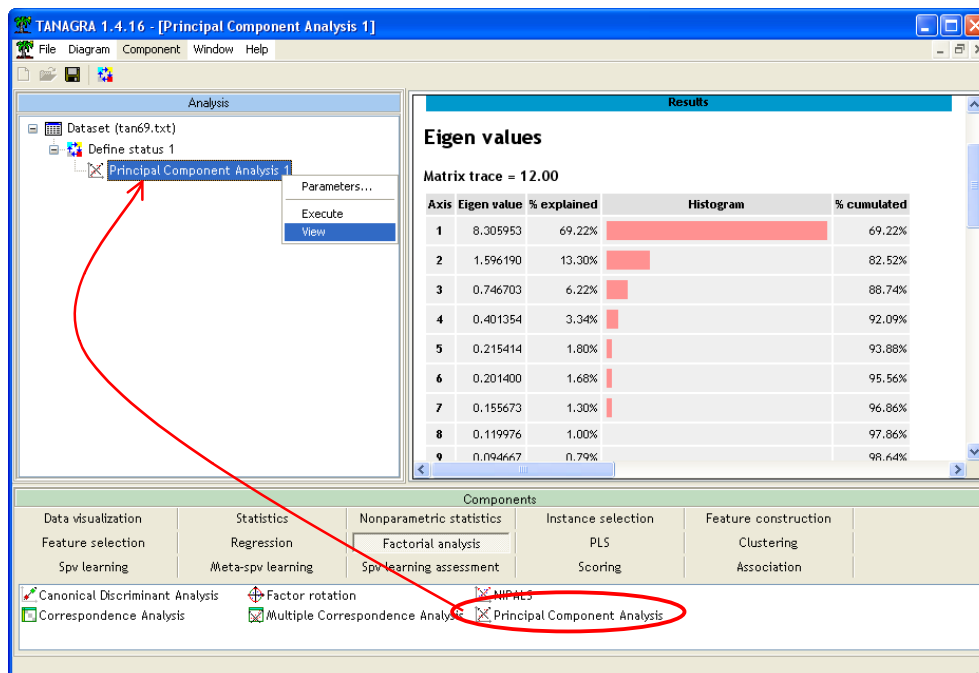 TANAGRA 1.4.16 - [Principal Component Analysis 1]
File Diagram Component Window Help
Analysis
Dataset (tan69.txt)
Define status 1
Principal Component Analysis 1
Parameters...
Execute
View
Results
Eigen values
Matrix trace = 12.00
Axis Eigen value % explained Histogram % cumulated
1 8.305953 69.22% 69.22%
2 1.596190 13.30% 82.52%
3 0.746703 6.22% 88.74%
4 0.401354 3.34% 92.09%
5 0.215414 1.80% 93.88%
6 0.201400 1.68% 95.56%
7 0.155673 1.30% 96.86%
8 0.119976 1.00% 97.86%
9 0.094667 0.79% 98.64%
Components
Data visualization Statistics Nonparametric statistics Instance selection Feature construction
Feature selection Regression Factorial analysis PLS Clustering
Spv learning Meta-spv learning Spv learning assessment Scoring Association
Canonical Discriminant Analysis Factor rotation NIPALS
Correspondence Analysis Multiple Correspondence Analysis Principal Component Analysis